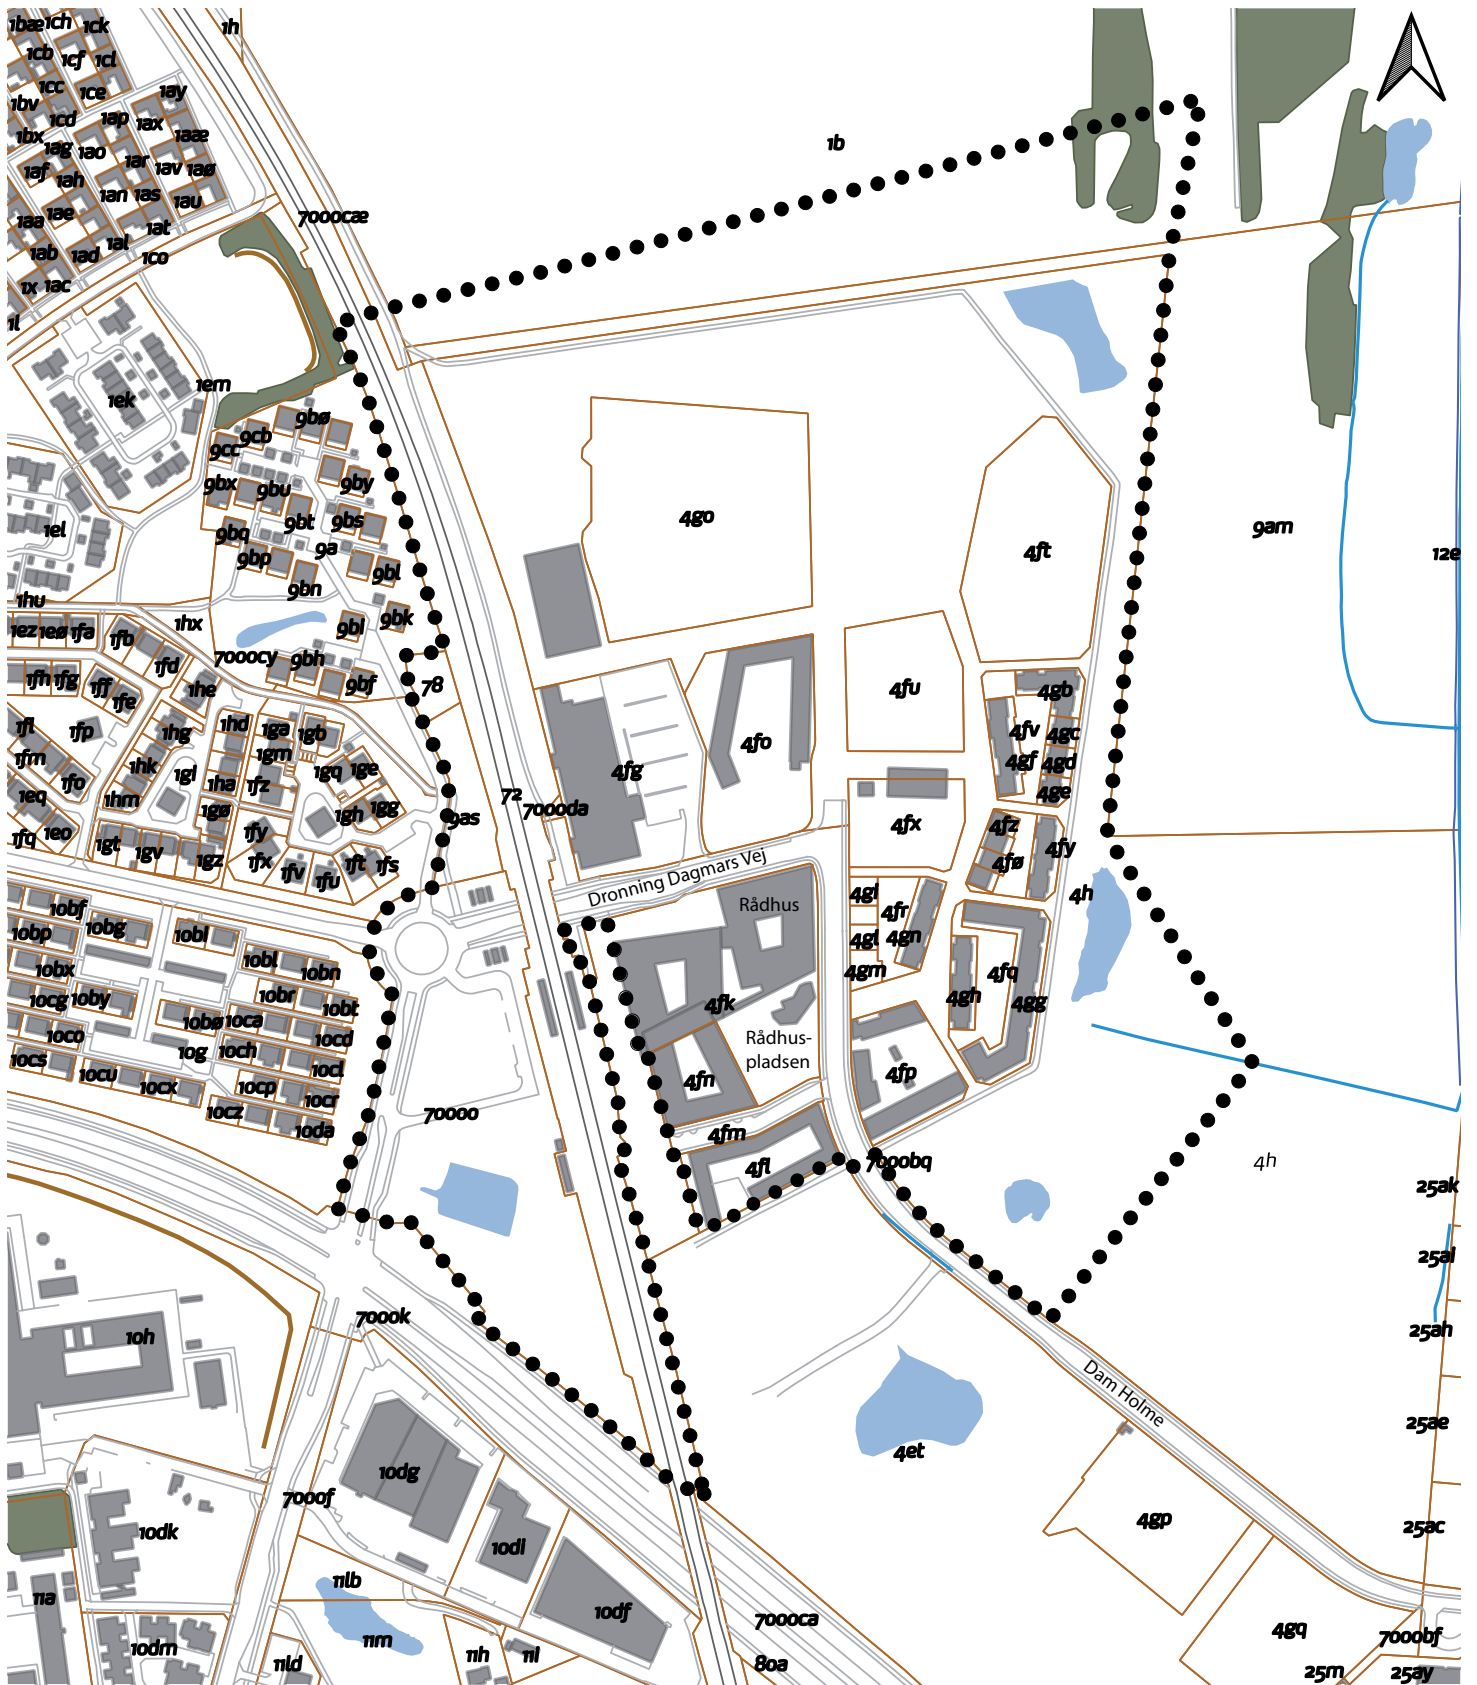 1bæ 1ch 1ck 1h
1cb 1cf 1cl
1cc 1ce
1bv 1cd 1ay
1bx 1ap 1ax 1aæ
1ag 1ao
1af 1ah 1ar 1av 1aø
1an 1as 1au
1aa 1ae
1ab 1ad 1al 1at
1x 1ac 1co
1l
7000cæ
1b
1ek
1em
1el
9bø
9cb
9cc
9bx 9bu 9by
9bt 9bs
9bq 9a
9bp 9bl
9bn
9bk
9bl
9bh
9bf
7000cy
78
4go
4ft
9am
12e
1hu
1hx
1ez 1eø 1fa 1fb
1fd
1fh 1fg 1ff
1fe
1he
1fl 1fp 1hg 1hd 1ga 1gb
1fm 1hk 1gm
1fo 1gl 1ha 1fz 1gq 1ge
1eq 1hm 1gø 1gh 1gg
1fq 1eo 1gt 1gv 1gz 1fy
1fx 1fv 1fu 1ft 1fs
9as
72
7000da
4fg
4fo
4fu
4fx
4gb
4fv 4gc
4gf 4gd
4ge
4fz
4fø 4fy
4h
Dronning Dagmars Vej
Rådhus
4gi
4fr
4gl 4gn
4gm
4fk
4gh 4fq
4gg
Rådhus-
pladsen
4fn
4fp
4fm
4fl
7000bq
4h
10bf
10bp 10bg 10bi
10bx 10bl 10bn
10cg 10by 10br 10bt
10co 10bø 10ca 10cd
10cs 10g 10ch 10cl
10cu 10cx 10cp 10cr
10cz 10da
70000
25ak
25ai
25ah
25ae
25ac
10h
7000k
Dam Holme
4et
10dg
7000f
10dk
10di
4gp
11a
11lb
10df
7000ca
10dm
11m
11ld
11h 11i
80a
4gq
7000bf
25m 25ay